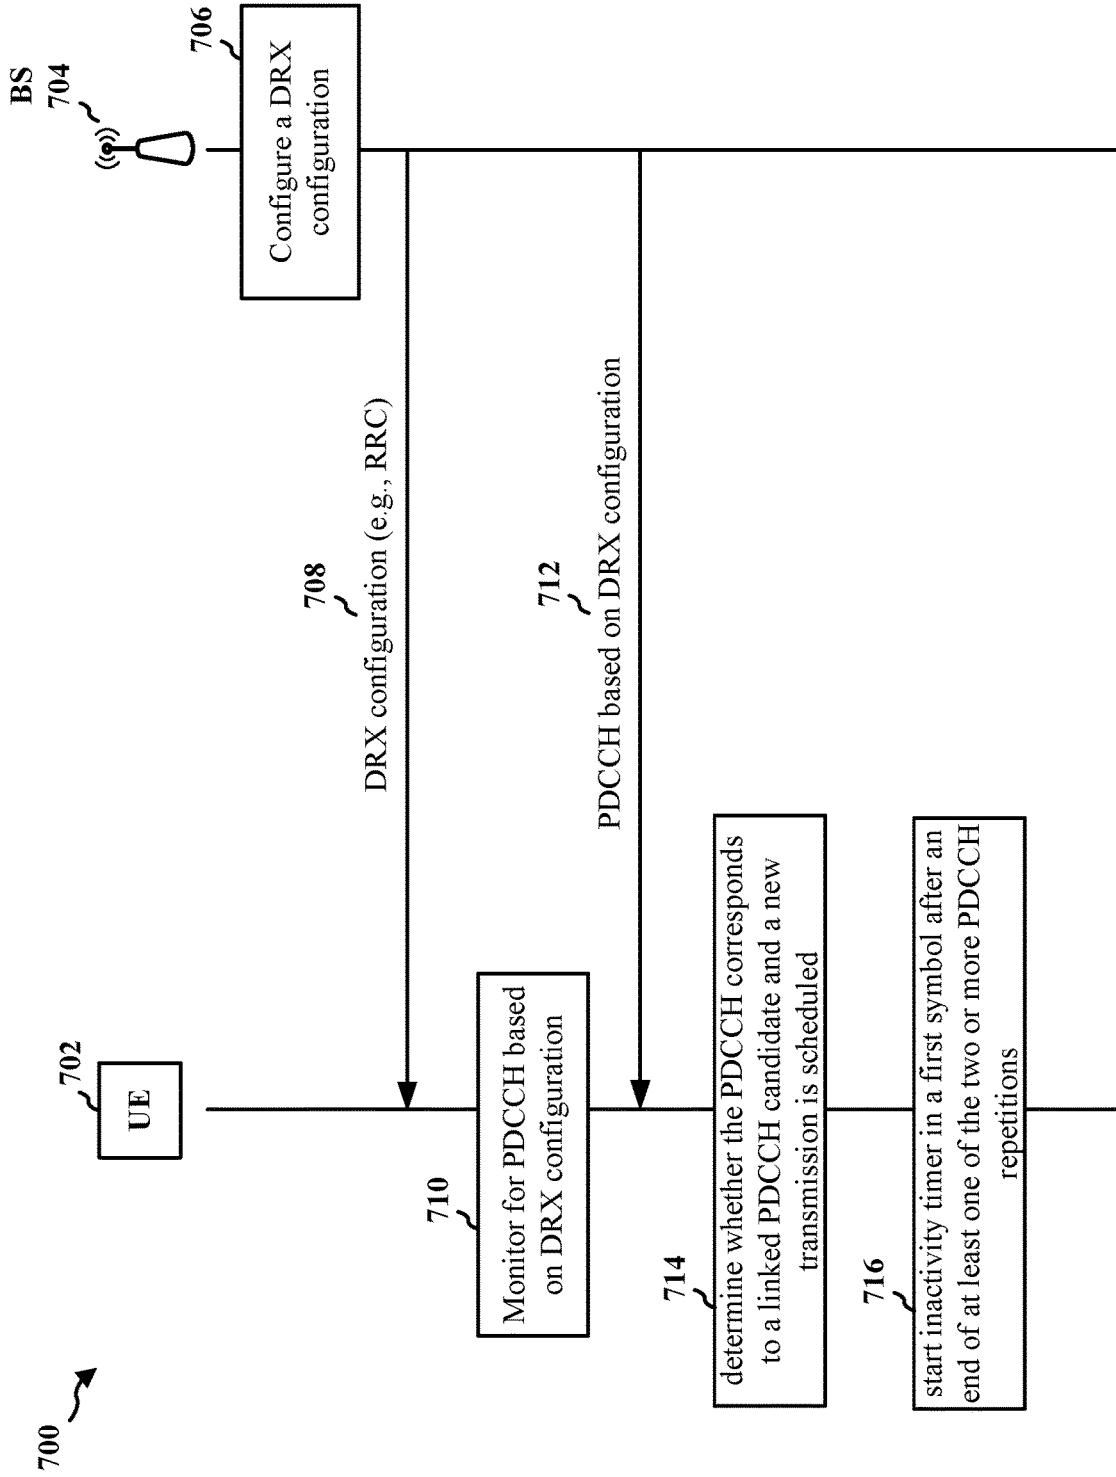 700
702
UE
BS
704
706
Configure a DRX
configuration
708
DRX configuration (e.g., RRC)
710
Monitor for PDCCH based
on DRX configuration
712
PDCCH based on DRX configuration
714
determine whether the PDCCH corresponds
to a linked PDCCH candidate and a new
transmission is scheduled
716
start inactivity timer in a first symbol after an
end of at least one of the two or more PDCCH
repetitions